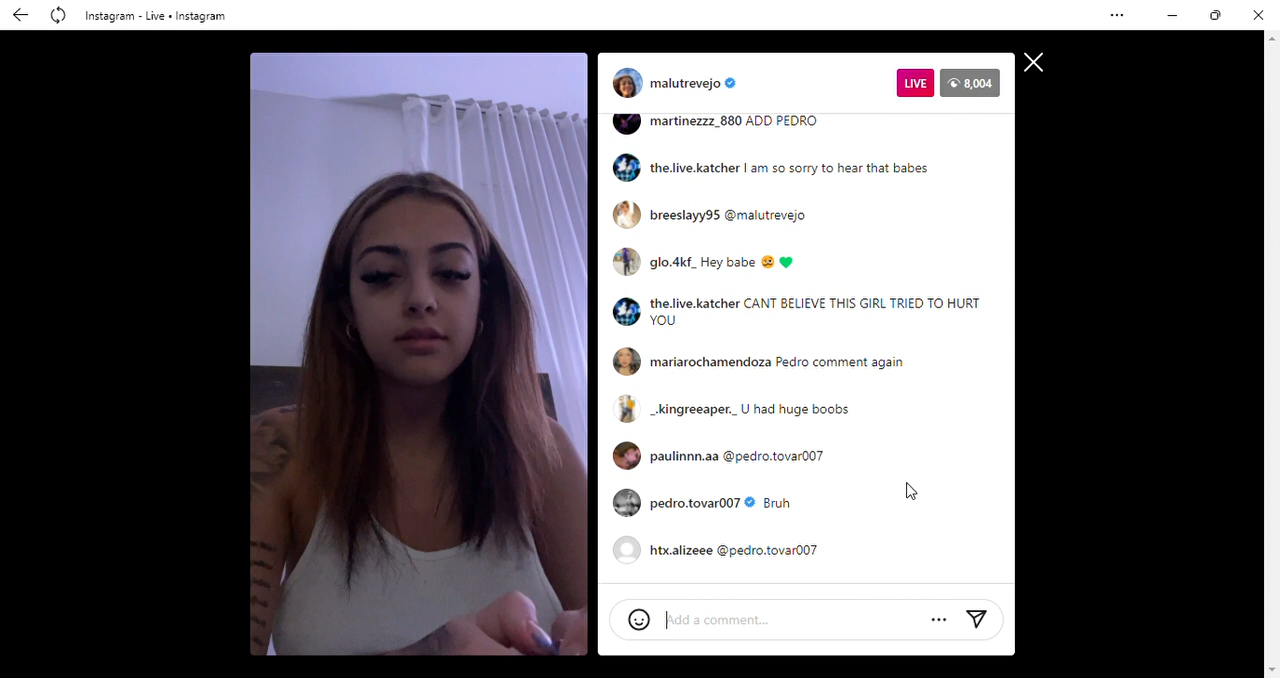 Instagram - Live • Instagram
malutrevejo
LIVE
8,004
martinezzz_880 ADD PEDRO
the.live.katcher I am so sorry to hear that babes
breeslayy95 @malutrevejo
glo.4kf_ Hey babe 🥴 💚
the.live.katcher CANT BELIEVE THIS GIRL TRIED TO HURT
YOU
mariarochamendoza Pedro comment again
_.kingreeaper._ U had huge boobs
paulinnn.aa @pedro.tovar007
pedro.tovar007 Bruh
htx.alizeee @pedro.tovar007
Add a comment...